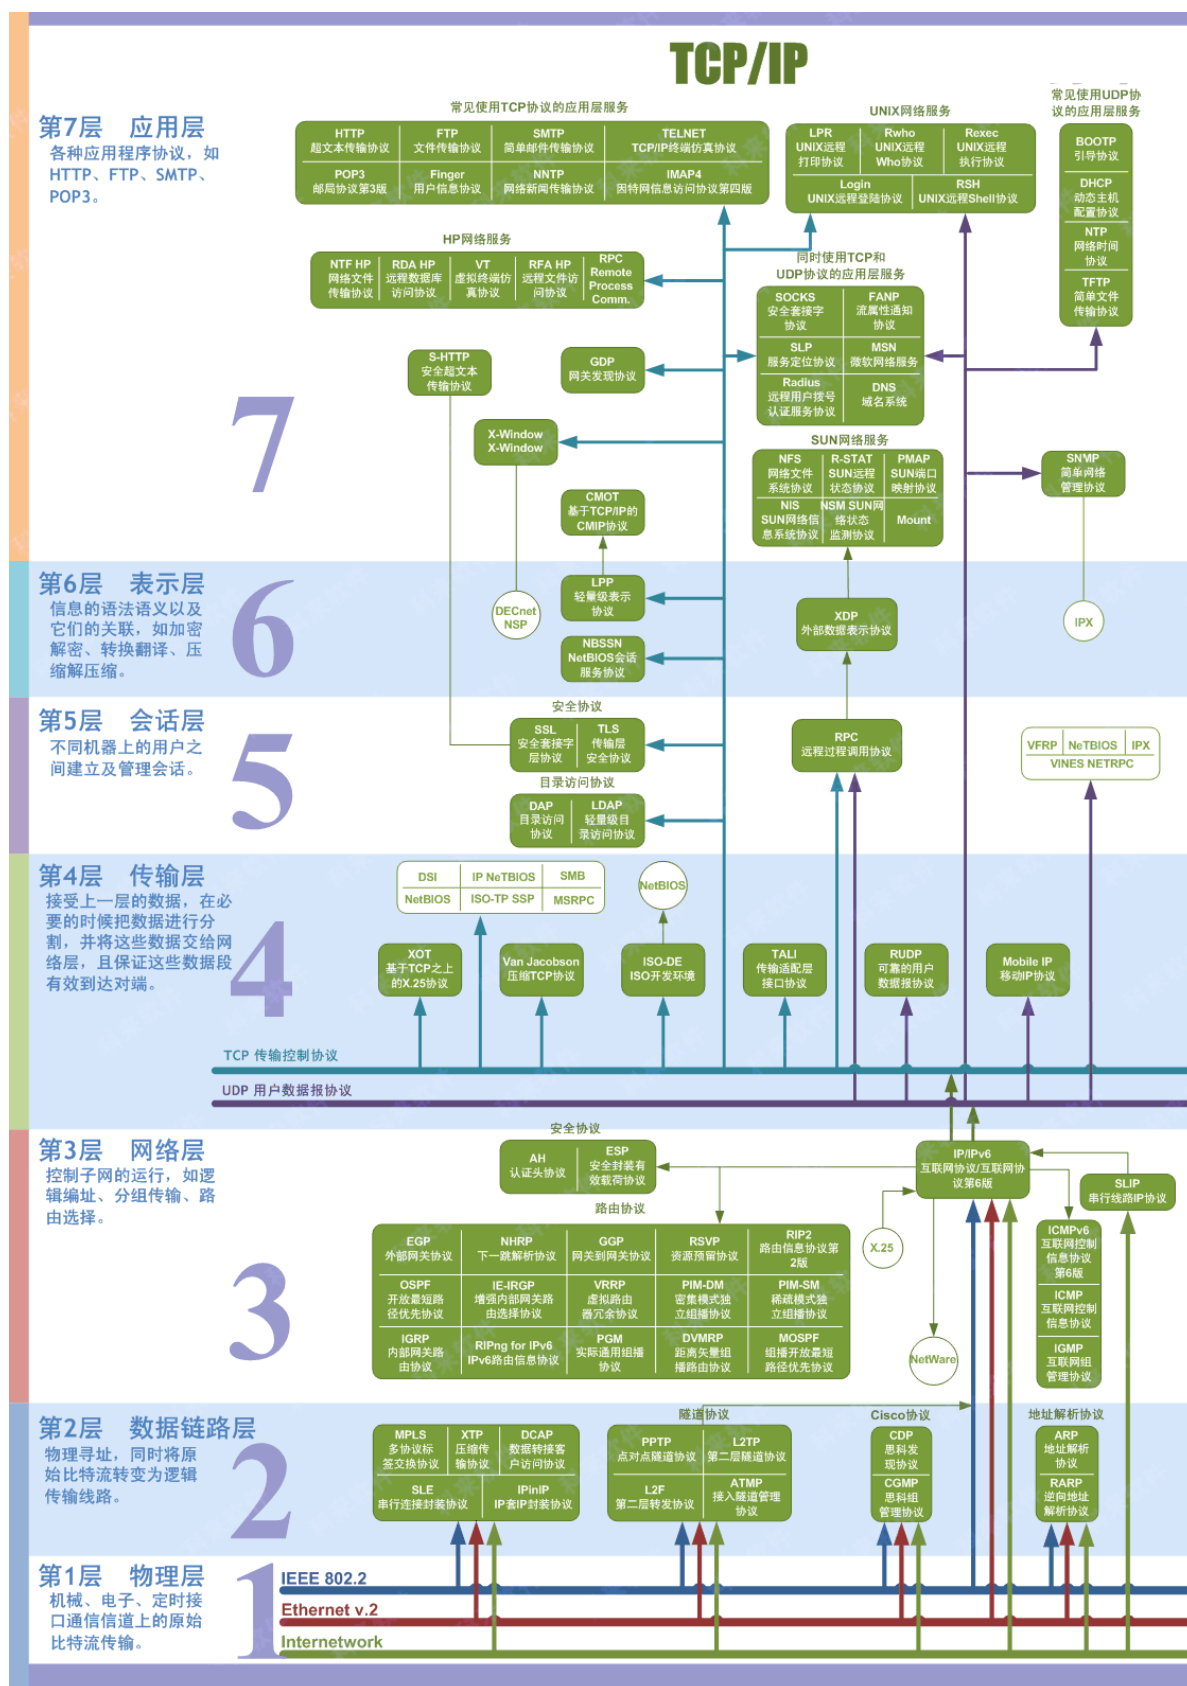 TCP/IP
常见使用TCP协议的应用层服务
UNIX网络服务
常见使用UDP协
议的应用层服务
第7层 应用层
各种应用程序协议，如
HTTP、FTP、SMTP、
POP3。
HTTP
超文本传输协议
FTP
文件传输协议
SMTP
简单邮件传输协议
TELNET
TCP/IP终端仿真协议
POP3
邮局协议第3版
Finger
用户信息协议
NNTP
网络新闻传输协议
IMAP4
因特网信息访问协议第四版
LPR
UNIX远程
打印协议
Rwho
UNIX远程
Who协议
Rexec
UNIX远程
执行协议
Login
UNIX远程登陆协议
RSH
UNIX远程Shell协议
BOOTP
引导协议
DHCP
动态主机
配置协议
NTP
网络时间
协议
TFTP
简单文件
传输协议
HP网络服务
NTF HP
网络文件
传输协议
RDA HP
远程数据库
访问协议
VT
虚拟终端仿
真协议
RFA HP
远程文件访
问协议
RPC
Remote
Process
Comm.
同时使用TCP和
UDP协议的应用层服务
SOCKS
安全套接字
协议
FANP
流属性通知
协议
SLP
服务定位协议
MSN
微软网络服务
Radius
远程用户拨号
认证服务协议
DNS
域名系统
S-HTTP
安全超文本
传输协议
GDP
网关发现协议
7
X-Window
X-Window
SUN网络服务
NFS
网络文件
系统协议
R-STAT
SUN远程
状态协议
PMAP
SUN端口
映射协议
NIS
SUN网络信
息系统协议
NSM SUN网
络状态
监测协议
Mount
SNMP
简单网络
管理协议
CMOT
基于TCP/IP的
CMIP协议
第6层 表示层
信息的语法语义以及
它们的关联，如加密
解密、转换翻译、压
缩解压缩。
6
DECnet
NSP
LPP
轻量级表示
协议
NBSSN
NetBIOS会话
服务协议
XDP
外部数据表示协议
IPX
第5层 会话层
不同机器上的用户之
间建立及管理会话。
5
安全协议
SSL
安全套接字
层协议
TLS
传输层
安全协议
目录访问协议
DAP
目录访问
协议
LDAP
轻量级目
录访问协议
RPC
远程过程调用协议
VFRP
NeTBIOS
IPX
VINES NETRPC
第4层 传输层
接受上一层的数据，在必
要的时候把数据进行分
割，并将这些数据交给网
络层，且保证这些数据段
有效到达对端。
4
DSI
IP NeTBIOS
SMB
NetBIOS
ISO-TP SSP
MSRPC
NetBIOS
XOT
基于TCP之上
的X.25协议
Van Jacobson
压缩TCP协议
ISO-DE
ISO开发环境
TALI
传输适配层
接口协议
RUDP
可靠的用户
数据报协议
Mobile IP
移动IP协议
TCP 传输控制协议
UDP 用户数据报协议
第3层 网络层
控制子网的运行，如逻
辑编址、分组传输、路
由选择。
3
安全协议
AH
认证头协议
ESP
安全封装有
效载荷协议
IP/IPv6
互联网协议/互联网协
议第6版
SLIP
串行线路IP协议
路由协议
EGP
外部网关协议
NHRP
下一跳解析协议
GGP
网关到网关协议
RSVP
资源预留协议
RIP2
路由信息协议第
2版
OSPF
开放最短路
径优先协议
IE-IRGP
增强内部网关路
由选择协议
VRRP
虚拟路由
器冗余协议
PIM-DM
密集模式独
立组播协议
PIM-SM
稀疏模式独
立组播协议
IGRP
内部网关路
由协议
RIPng for IPv6
IPv6路由信息协议
PGM
实际通用组播
协议
DVMRP
距离矢量组
播路由协议
MOSPF
组播开放最短
路径优先协议
X.25
NetWare
ICMPv6
互联网控制
信息协议
第6版
ICMP
互联网控制
信息协议
IGMP
互联网组
管理协议
第2层 数据链路层
物理寻址，同时将原
始比特流转变为逻辑
传输线路。
2
MPLS
多协议标
签交换协议
XTP
压缩传
输协议
DCAP
数据转接客
户访问协议
SLE
串行连接封装协议
IPinIP
IP套IP封装协议
隧道协议
PPTP
点对点隧道协议
L2TP
第二层隧道协议
L2F
第二层转发协议
ATMP
接入隧道管理
协议
Cisco协议
CDP
思科发
现协议
CGMP
思科组
管理协议
地址解析协议
ARP
地址解析
协议
RARP
逆向地址
解析协议
第1层 物理层
机械、电子、定时接
口通信信道上的原始
比特流传输。
1
IEEE 802.2
Ethernet v.2
Internetwork